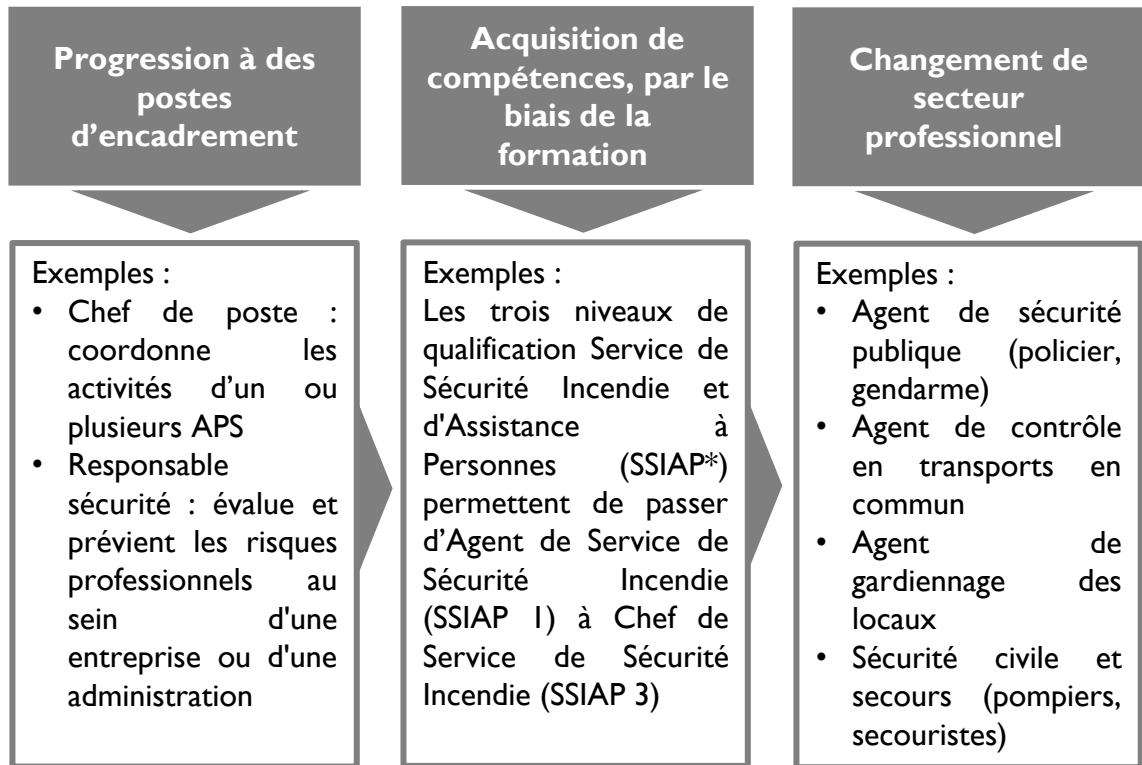 Progression à des
postes
d’encadrement
Acquisition de
compétences, par le
biais de la
formation
Changement de
secteur
professionnel
Exemples :
• Chef de poste :
coordonne les
activités d’un ou
plusieurs APS
• Responsable
sécurité : évalue et
prévient les risques
professionnels au
sein d'une
entreprise ou d'une
administration
Exemples :
Les trois niveaux de
qualification Service de
Sécurité Incendie et
d'Assistance à
Personnes (SSIAP*)
permettent de passer
d’Agent de Service de
Sécurité Incendie
(SSIAP 1) à Chef de
Service de Sécurité
Incendie (SSIAP 3)
Exemples :
• Agent de sécurité
publique (policier,
gendarme)
• Agent de contrôle
en transports en
commun
• Agent de
gardiennage des
locaux
• Sécurité civile et
secours (pompiers,
secouristes)